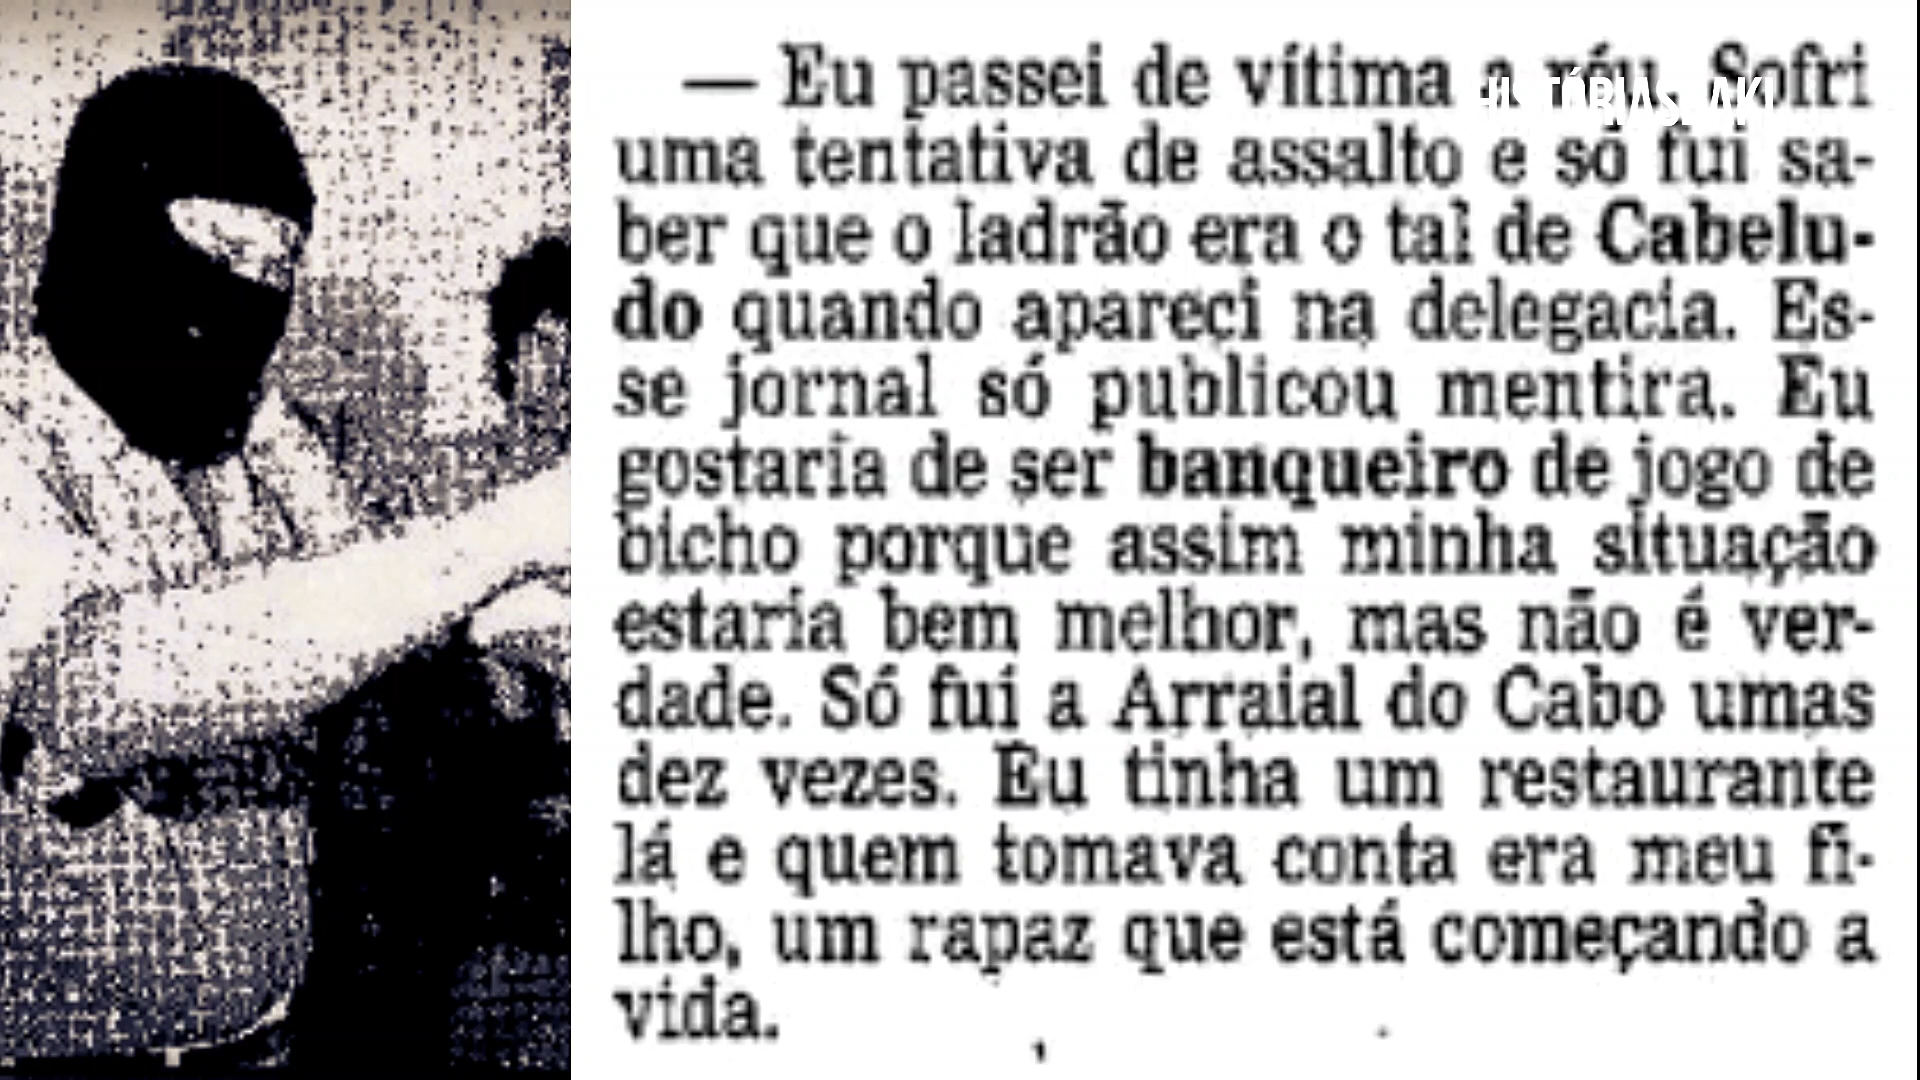 — Eu passei de vítima a réu. Sofri
uma tentativa de assalto e só fui sa-
ber que o ladrão era o tal de Cabelu-
do quando apareci na delegacia. Es-
se jornal só publicou mentira. Eu
gostaria de ser banqueiro de jogo de
bicho porque assim minha situação
estaria bem melhor, mas não é ver-
dade. Só fui a Arraial do Cabo umas
dez vezes. Eu tinha um restaurante
lá e quem tomava conta era meu fi-
lho, um rapaz que está começando a
vida.